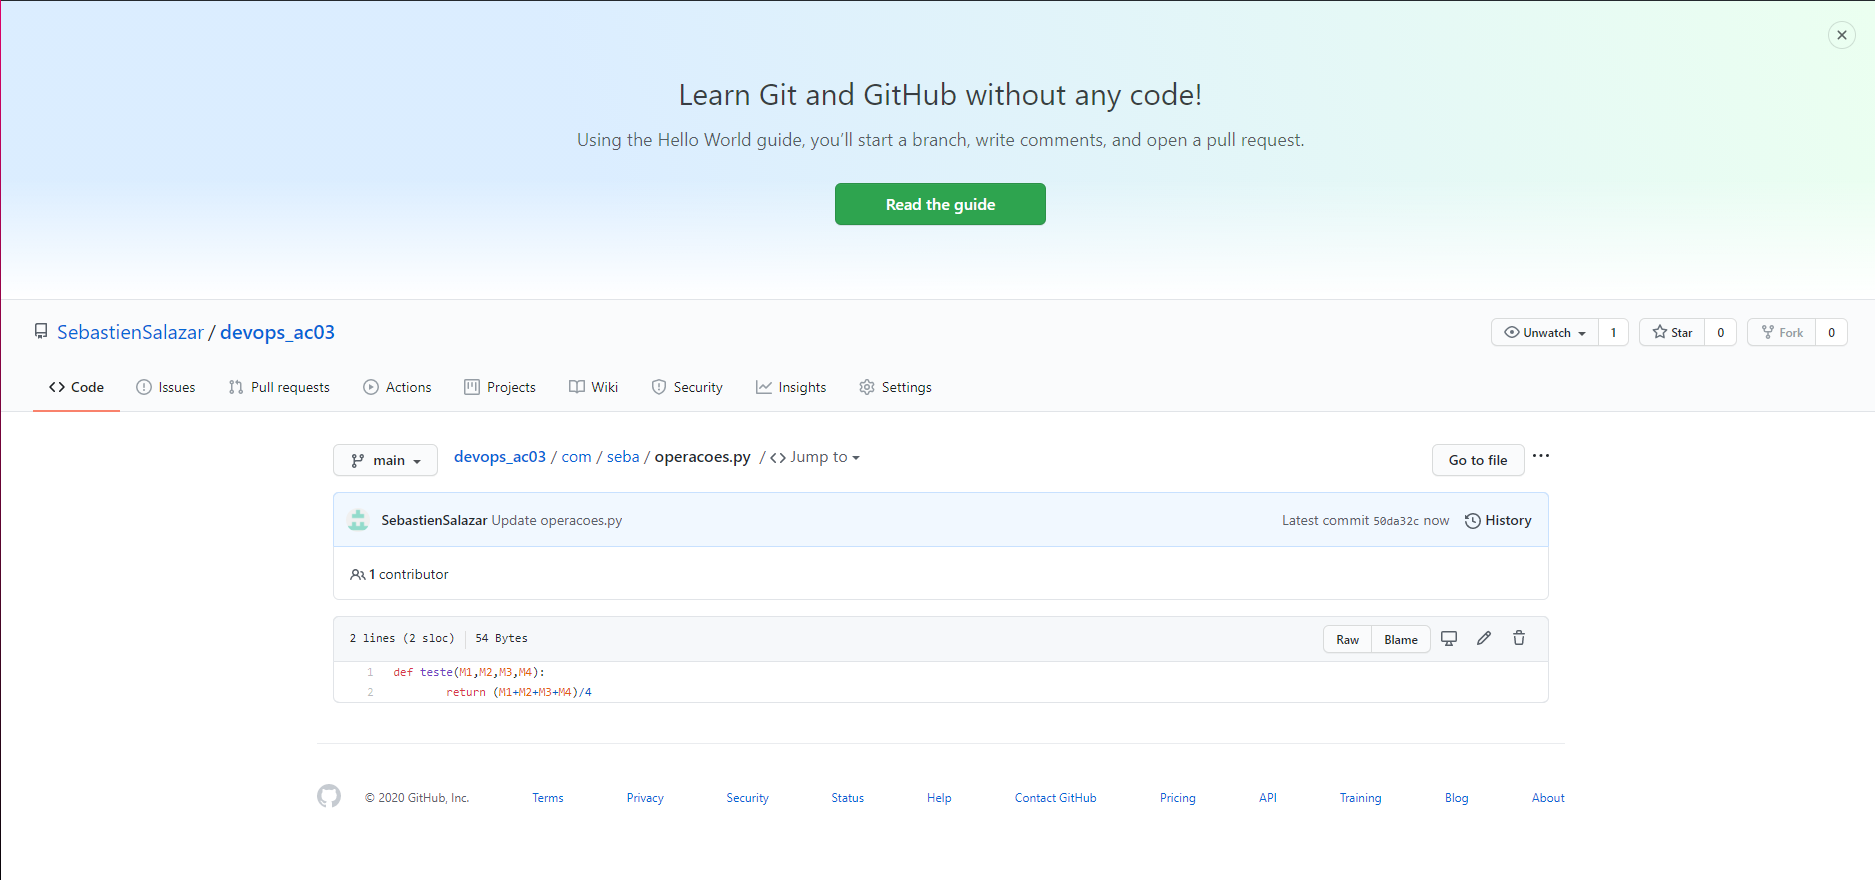 Learn Git and GitHub without any code!
Using the Hello World guide, you’ll start a branch, write comments, and open a pull request.
Read the guide
SebastienSalazar / devops_ac03 Unwatch 1 Star 0 Fork 0
Code Issues Pull requests Actions Projects Wiki Security Insights Settings
main devops_ac03 / com / seba / operacoes.py / <> Jump to Go to file ...
SebastienSalazar Update operacoes.py Latest commit 50da32c now History
1 contributor
2 lines (2 sloc) 54 Bytes Raw Blame
1 def teste(M1,M2,M3,M4):
2 return (M1+M2+M3+M4)/4
© 2020 GitHub, Inc. Terms Privacy Security Status Help Contact GitHub Pricing API Training Blog About